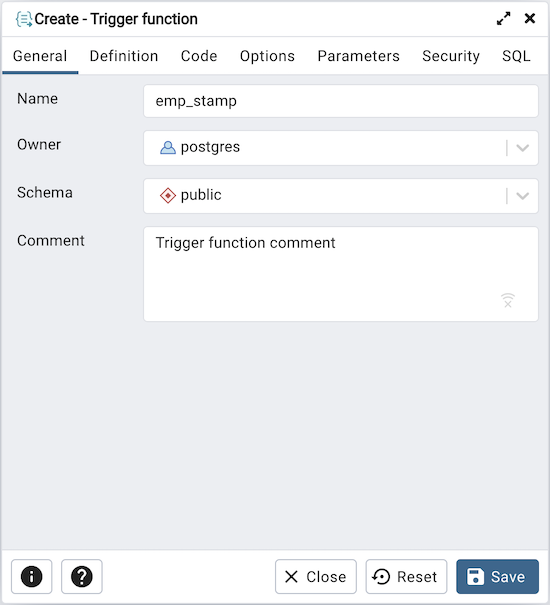 Create - Trigger function
General Definition Code Options Parameters Security SQL
Name emp_stamp
Owner postgres
Schema public
Comment Trigger function comment
Close Reset Save